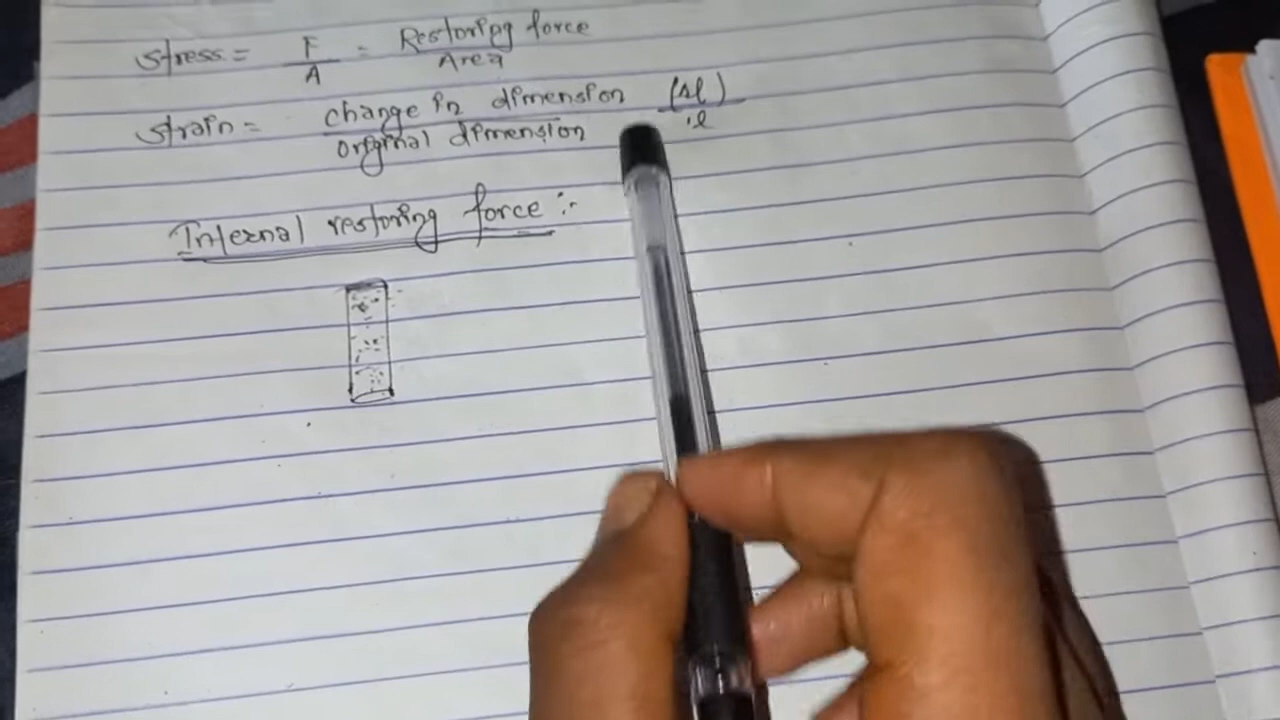 stress = F/A = Restoring force/Area
strain = change in dimension/original dimension (Δl)/l
Internal restoring force :-